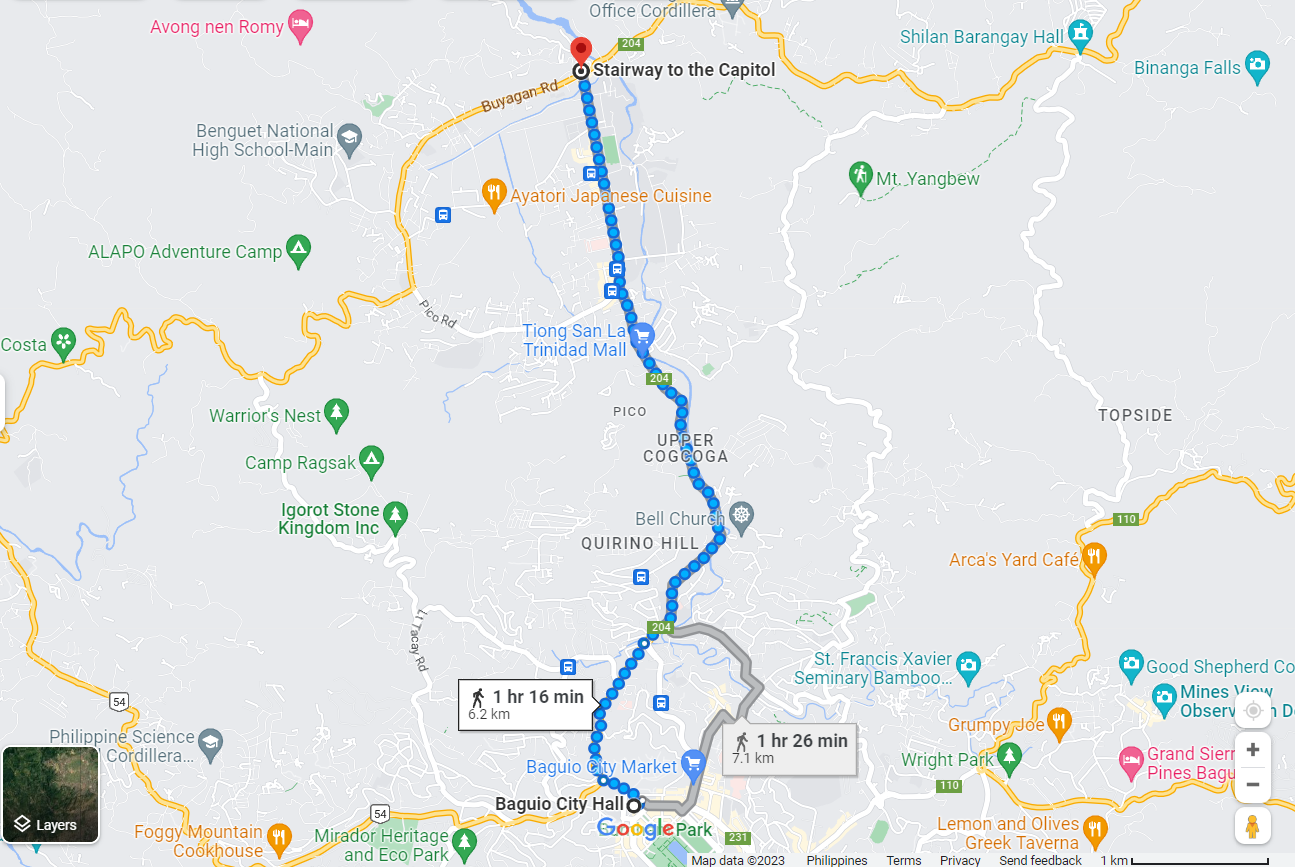 Office Cordillera
Avong nen Romy
204
Shilan Barangay Hall
Binanga Falls
Stairway to the Capitol
Buyagan Rd
Benguet National
High School-Main
Mt. Yangbew
Ayatori Japanese Cuisine
ALAPO Adventure Camp
Pico Rd
Tiong San La
Trinidad Mall
Costa
204
PICO
TOPSIDE
Warrior's Nest
UPPER
COGCOGA
Camp Ragsak
Igorot Stone
Kingdom Inc
Bell Church
110
QUIRINO HILL
Arca's Yard Café
Lt Tacay Rd
204
St. Francis Xavier
Seminary Bamboo...
Good Shepherd Co
54
1 hr 16 min
6.2 km
Mines View
Observation D
Grumpy Joe
Philippine Science
Cordillera...
1 hr 26 min
7.1 km
Wright Park
Grand Sierr
Pines Bagu
Baguio City Market
110
Baguio City Hall
54
Layers
Foggy Mountain
Cookhouse
Mirador Heritage
and Eco Park
Google
Park
231
Lemon and Olives
Greek Taverna
Map data ©2023
Philippines
Terms
Privacy
Send feedback
1 km